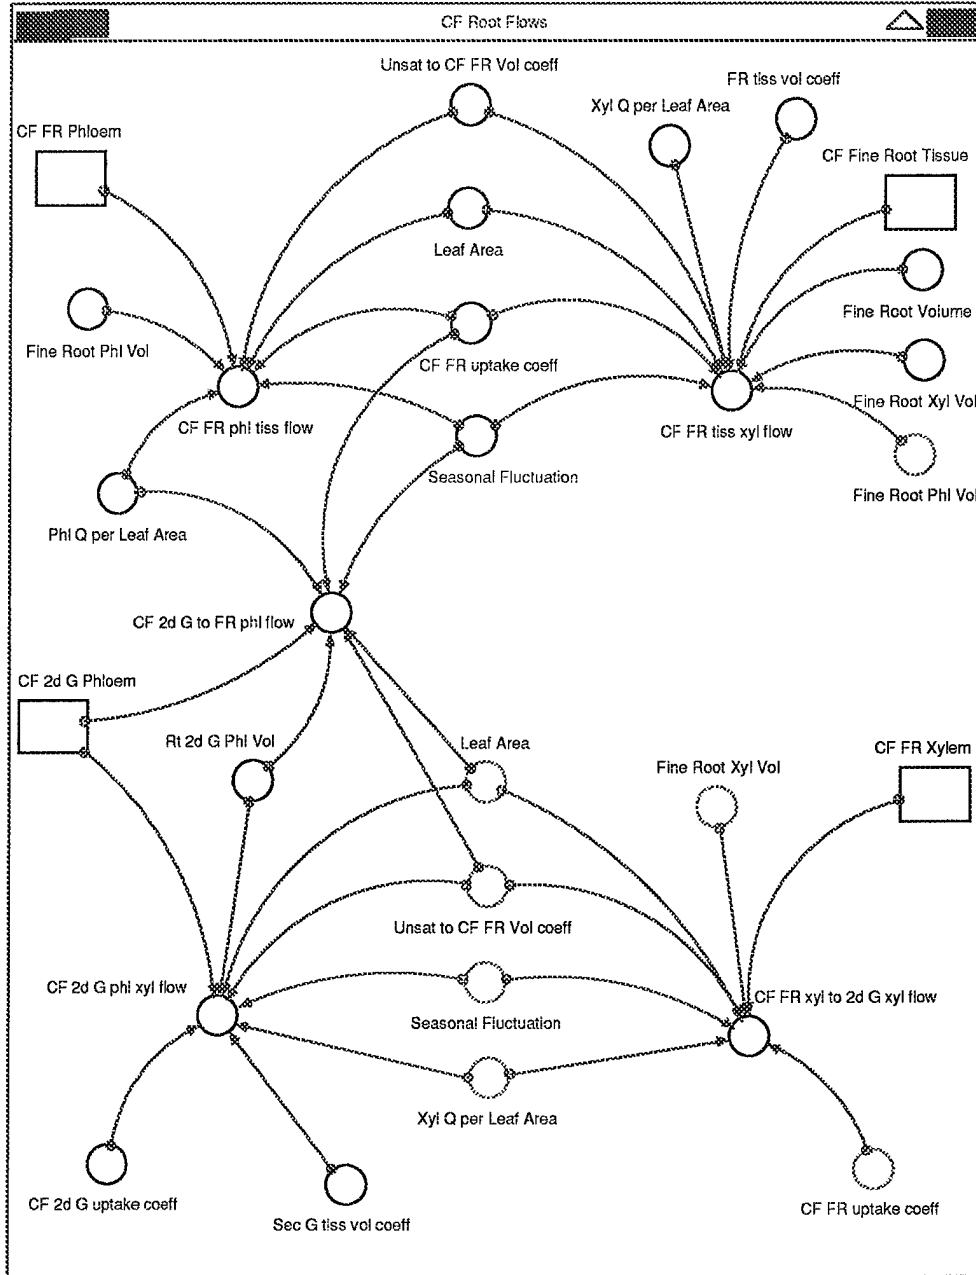 CF Root Flows
Unsat to CF FR Vol coeff
FR tiss vol coeff
Xyl Q per Leaf Area
CF FR Phloem
CF Fine Root Tissue
Leaf Area
Fine Root Volume
Fine Root Phl Vol
CF FR uptake coeff
Fine Root Xyl Vol
CF FR phl tiss flow
CF FR tiss xyl flow
Seasonal Fluctuation
Fine Root Phl Vol
Phl Q per Leaf Area
CF 2d G to FR phl flow
CF 2d G Phloem
Rt 2d G Phl Vol
Leaf Area
CF FR Xylem
Fine Root Xyl Vol
Unsat to CF FR Vol coeff
CF 2d G phl xyl flow
CF FR xyl to 2d G xyl flow
Seasonal Fluctuation
Xyl Q per Leaf Area
CF 2d G uptake coeff
Sec G tiss vol coeff
CF FR uptake coeff